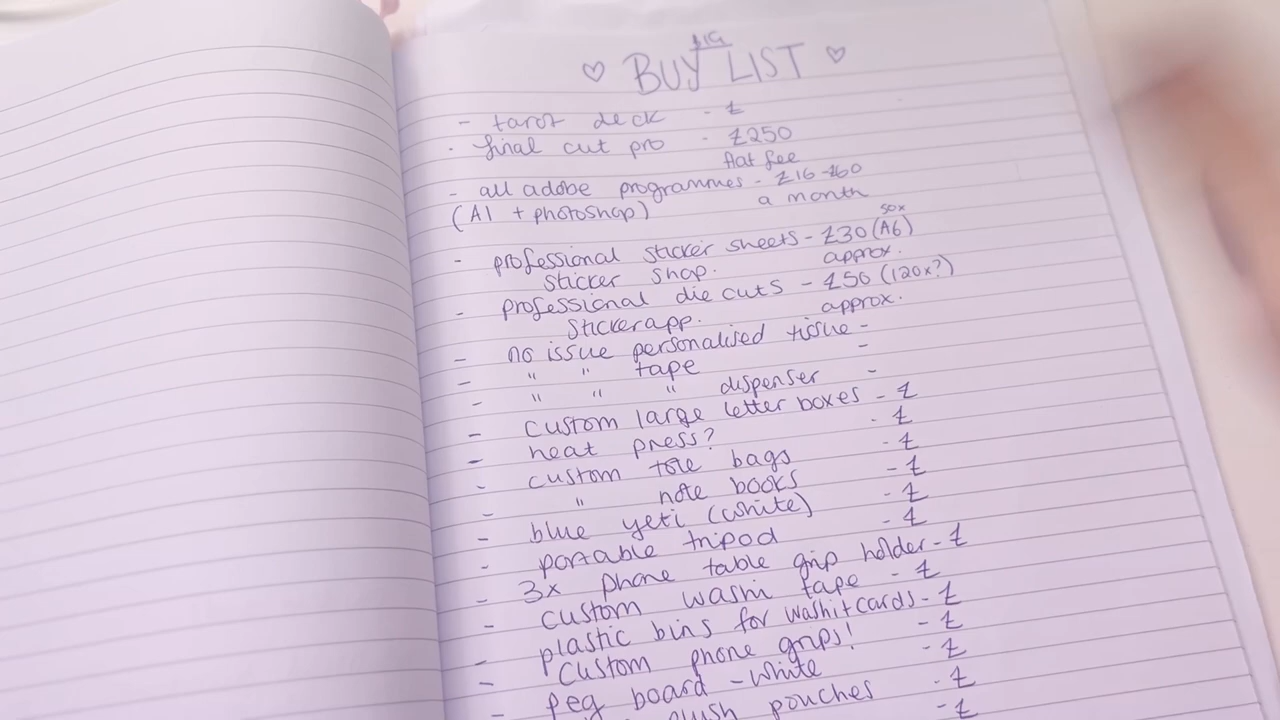 BIG
♡ BUY LIST ♡
- tarot deck - £
- final cut pro - £250
flat fee
- all adobe programmes - £16-£60
(AI + photoshop) a month
50x
- professional sticker sheets - £30 (A6)
sticker shop. approx.
- professional die cuts - £50 (120x?)
stickerapp. approx.
- no issue personalised tissue -
- " " tape -
- " " " dispenser -
- custom large letter boxes - £
- heat press? - £
- custom tote bags - £
- " note books - £
- blue yeti (white) - £
- portable tripod - £
- 3x phone table grip holder - £
- custom washi tape - £
- plastic bins for washi + cards - £
- custom phone grips! - £
- peg board - white - £
plush pouches - £
- £